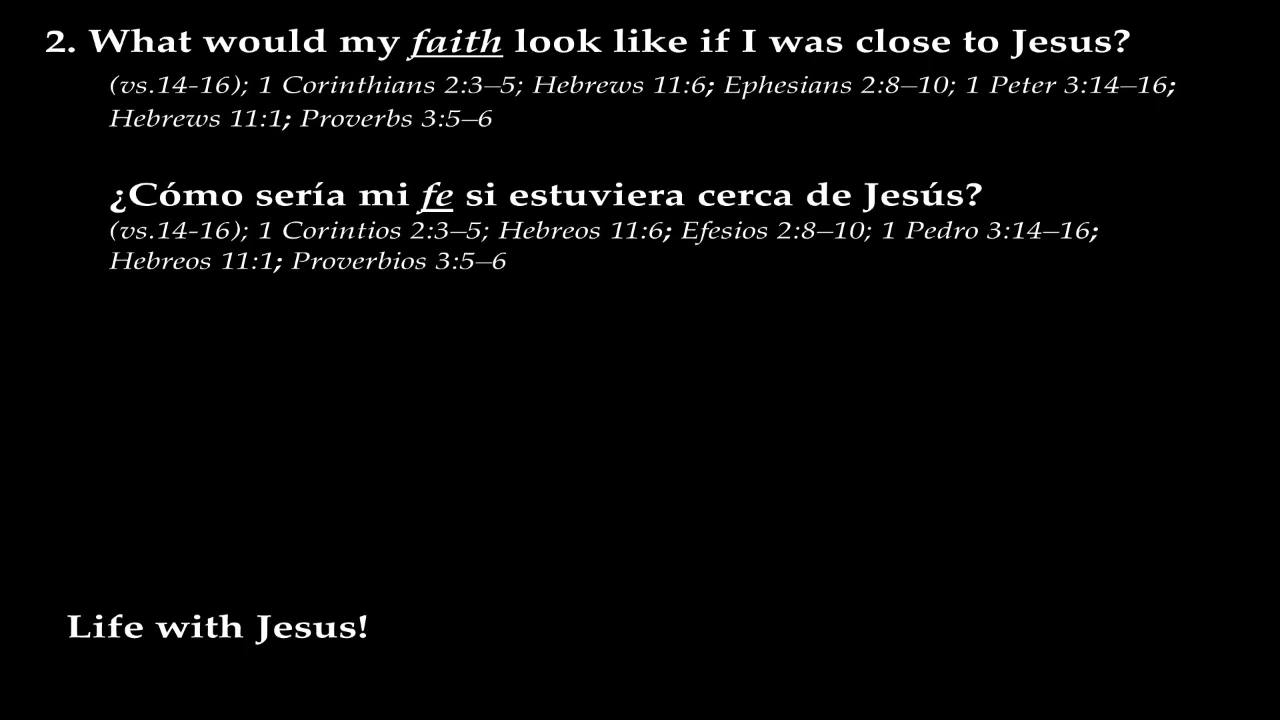 2. What would my faith look like if I was close to Jesus?
(vs.14-16); 1 Corinthians 2:3–5; Hebrews 11:6; Ephesians 2:8–10; 1 Peter 3:14–16;
Hebrews 11:1; Proverbs 3:5–6
¿Cómo sería mi fe si estuviera cerca de Jesús?
(vs.14-16); 1 Corintios 2:3–5; Hebreos 11:6; Efesios 2:8–10; 1 Pedro 3:14–16;
Hebreos 11:1; Proverbios 3:5–6
Life with Jesus!